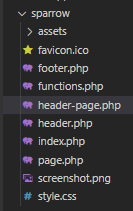 sparrow
assets
favicon.ico
footer.php
functions.php
header-page.php
header.php
index.php
page.php
screenshot.png
# style.css